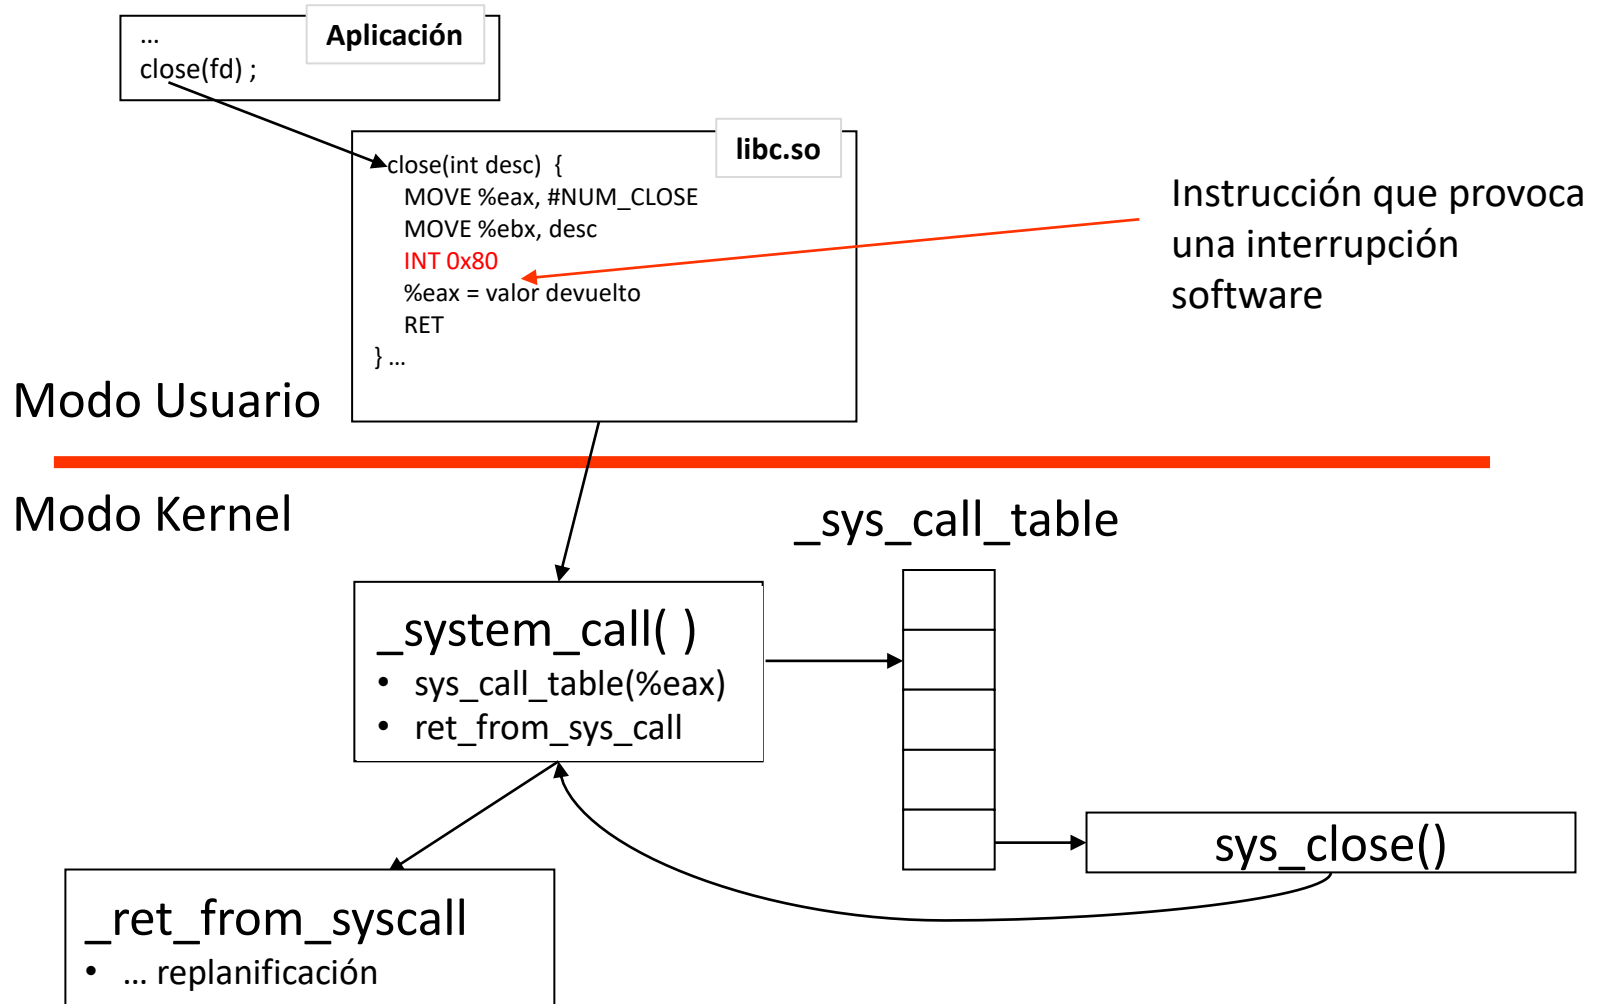 ...
Aplicación
close(fd) ;
libc.so
close(int desc) {
MOVE %eax, #NUM_CLOSE
MOVE %ebx, desc
INT 0x80
%eax = valor devuelto
RET
} ...
Instrucción que provoca
una interrupción
software
Modo Usuario
Modo Kernel
_sys_call_table
_system_call( )
• sys_call_table(%eax)
• ret_from_sys_call
sys_close()
_ret_from_syscall
• ... replanificación